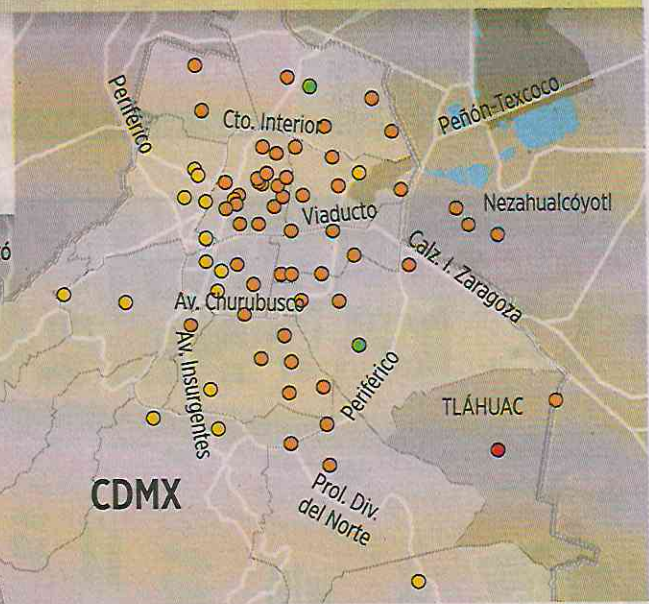 Periférico
Cto. Interior
Peñón-Texcoco
Nezahualcóyotl
Viaducto
ó
Calz. I. Zaragoza
Av. Churubusco
Av. Insurgentes
Periférico
TLÁHUAC
CDMX
Prol. Div.
del Norte